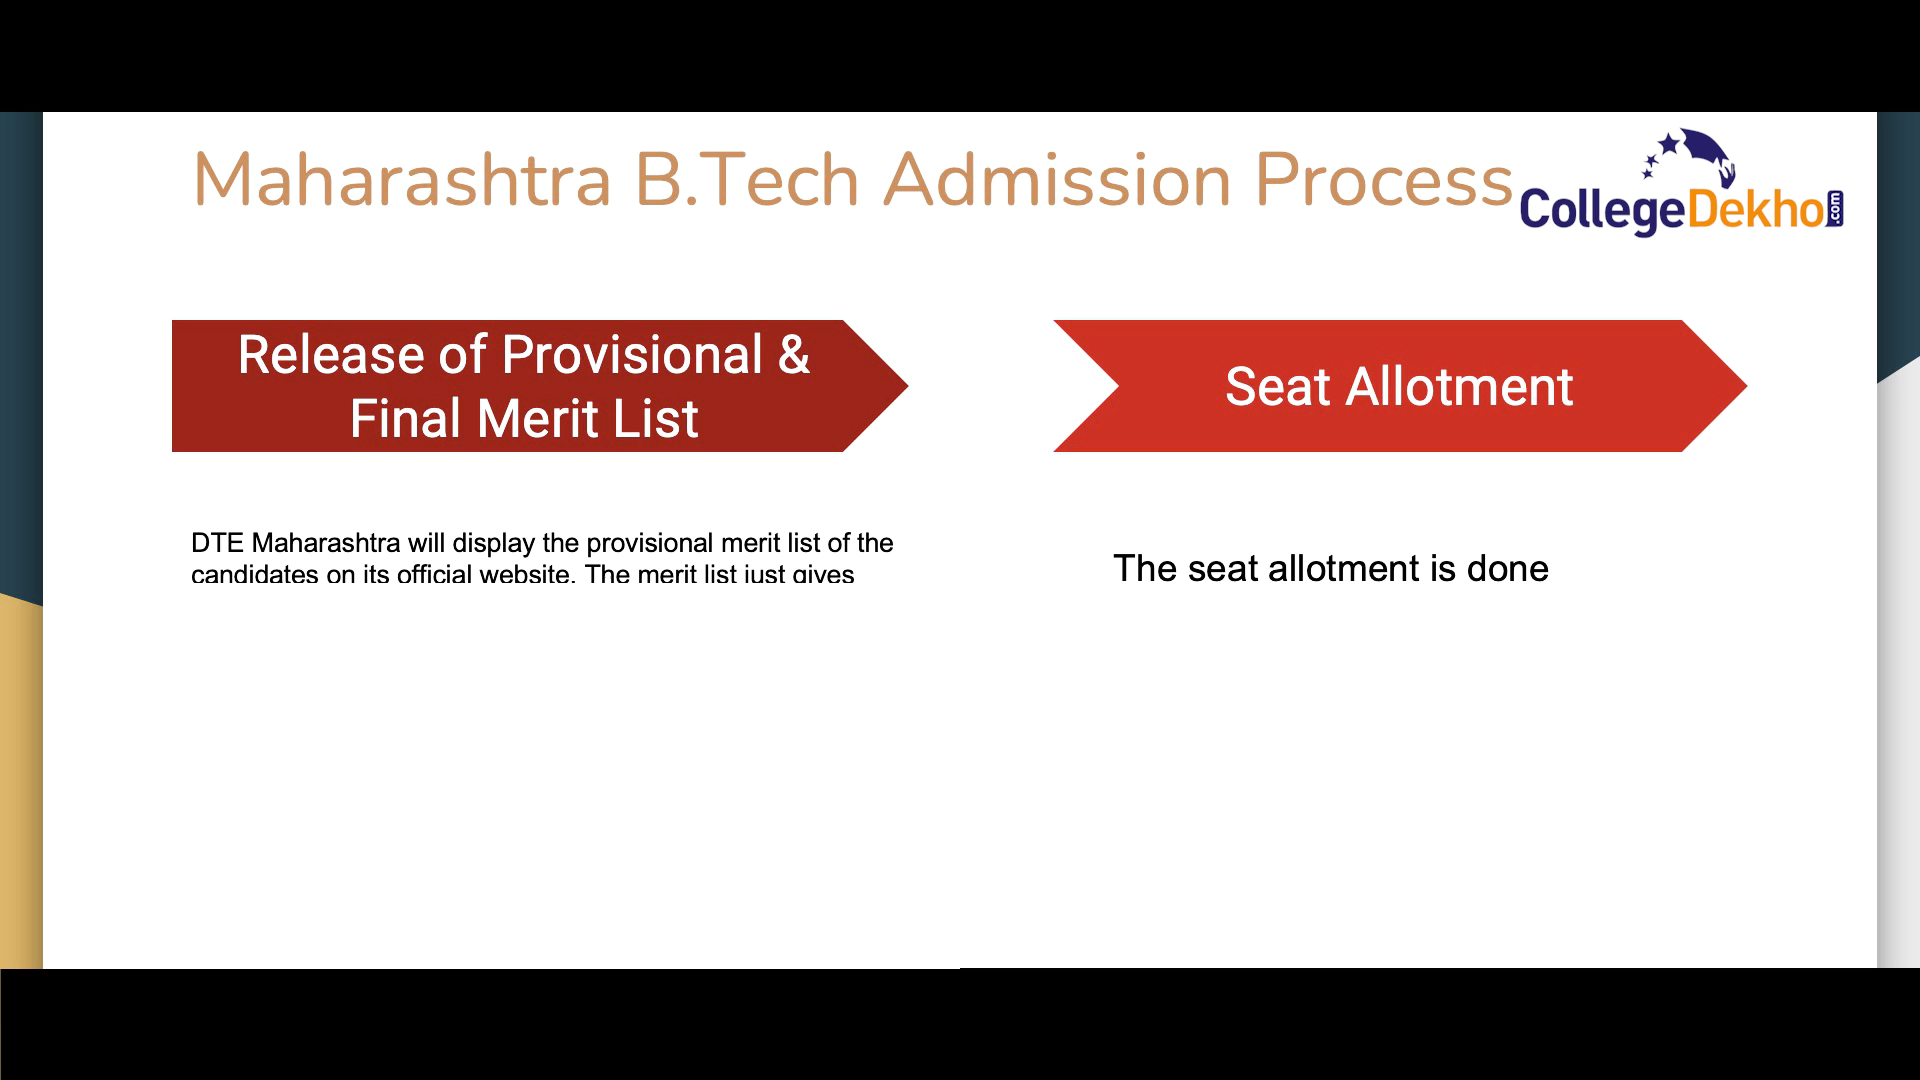 Maharashtra B.Tech Admission Process
CollegeDekho.com
Release of Provisional &
Final Merit List
Seat Allotment
DTE Maharashtra will display the provisional merit list of the
candidates on its official website. The merit list just gives
The seat allotment is done